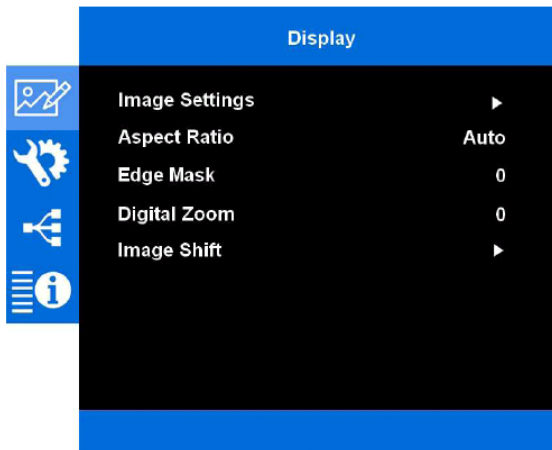 Display
Image Settings
Aspect Ratio Auto
Edge Mask 0
Digital Zoom 0
Image Shift